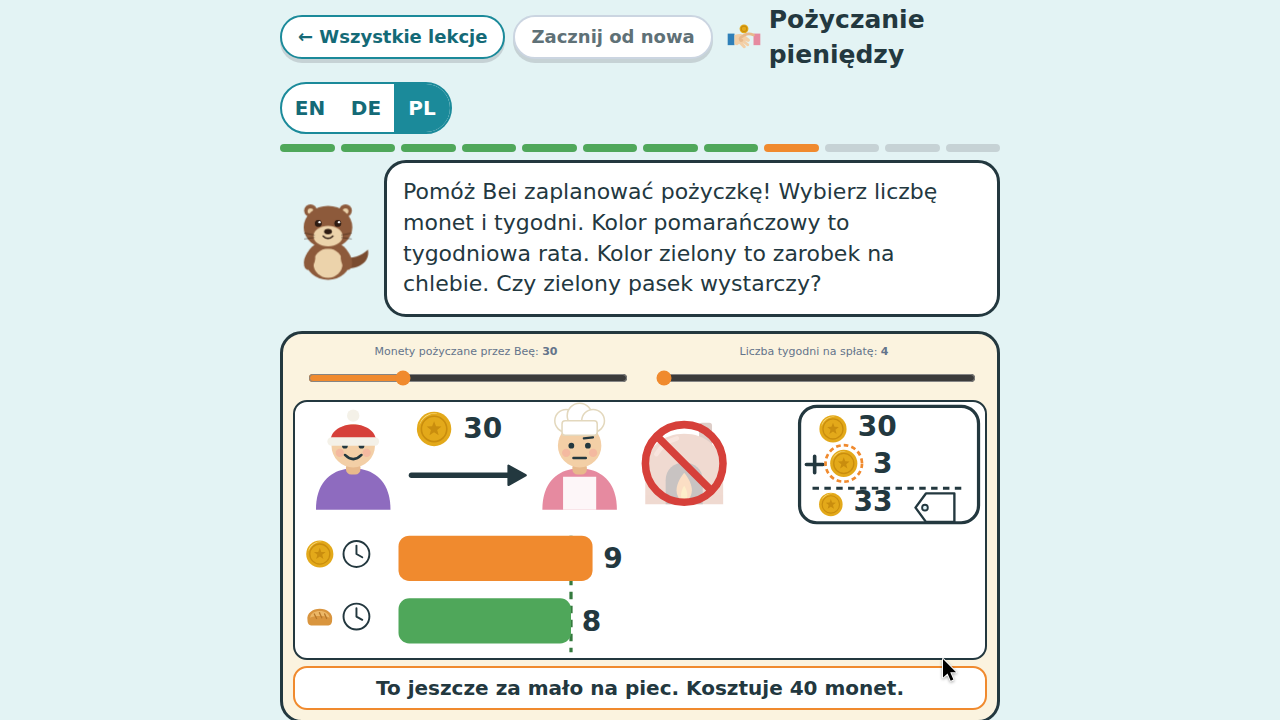 ← Wszystkie lekcje
Zacznij od nowa
Pożyczanie
pieniędzy
EN DE PL
Pomóż Bei zaplanować pożyczkę! Wybierz liczbę
monet i tygodni. Kolor pomarańczowy to
tygodniowa rata. Kolor zielony to zarobek na
chlebie. Czy zielony pasek wystarczy?
Monety pożyczane przez Beę: 30
Liczba tygodni na spłatę: 4
30
30
+ 3
33
9
8
To jeszcze za mało na piec. Kosztuje 40 monet.